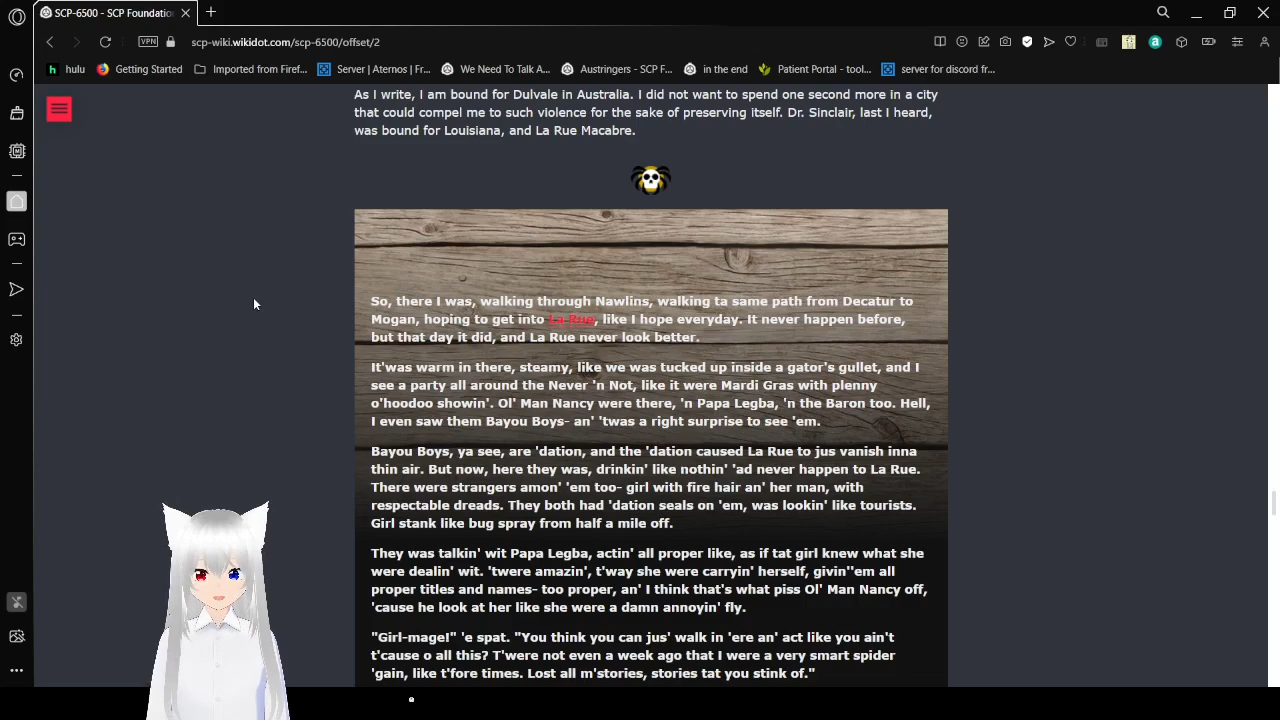 SCP-6500 - SCP Foundatio
VPN
scp-wiki.wikidot.com/scp-6500/offset/2
hulu
Getting Started
Imported from Firef...
Server | Aternos | Fr...
We Need To Talk A...
Austringers - SCP F...
in the end
Patient Portal - tool...
server for discord fr...
As I write, I am bound for Dulvale in Australia. I did not want to spend one second more in a city
that could compel me to such violence for the sake of preserving itself. Dr. Sinclair, last I heard,
was bound for Louisiana, and La Rue Macabre.
So, there I was, walking through Nawlins, walking ta same path from Decatur to
Mogan, hoping to get into La Rue, like I hope everyday. It never happen before,
but that day it did, and La Rue never look better.
It'was warm in there, steamy, like we was tucked up inside a gator's gullet, and I
see a party all around the Never 'n Not, like it were Mardi Gras with plenny
o'hoodoo showin'. Ol' Man Nancy were there, 'n Papa Legba, 'n the Baron too. Hell,
I even saw them Bayou Boys- an' 'twas a right surprise to see 'em.
Bayou Boys, ya see, are 'dation, and the 'dation caused La Rue to jus vanish inna
thin air. But now, here they was, drinkin' like nothin' 'ad never happen to La Rue.
There were strangers amon' 'em too- girl with fire hair an' her man, with
respectable dreads. They both had 'dation seals on 'em, was lookin' like tourists.
Girl stank like bug spray from half a mile off.
They was talkin' wit Papa Legba, actin' all proper like, as if tat girl knew what she
were dealin' wit. 'twere amazin', t'way she were carryin' herself, givin''em all
proper titles and names- too proper, an' I think that's what piss Ol' Man Nancy off,
'cause he look at her like she were a damn annoyin' fly.
"Girl-mage!" 'e spat. "You think you can jus' walk in 'ere an' act like you ain't
t'cause o all this? T'were not even a week ago that I were a very smart spider
'gain, like t'fore times. Lost all m'stories, stories tat you stink of."